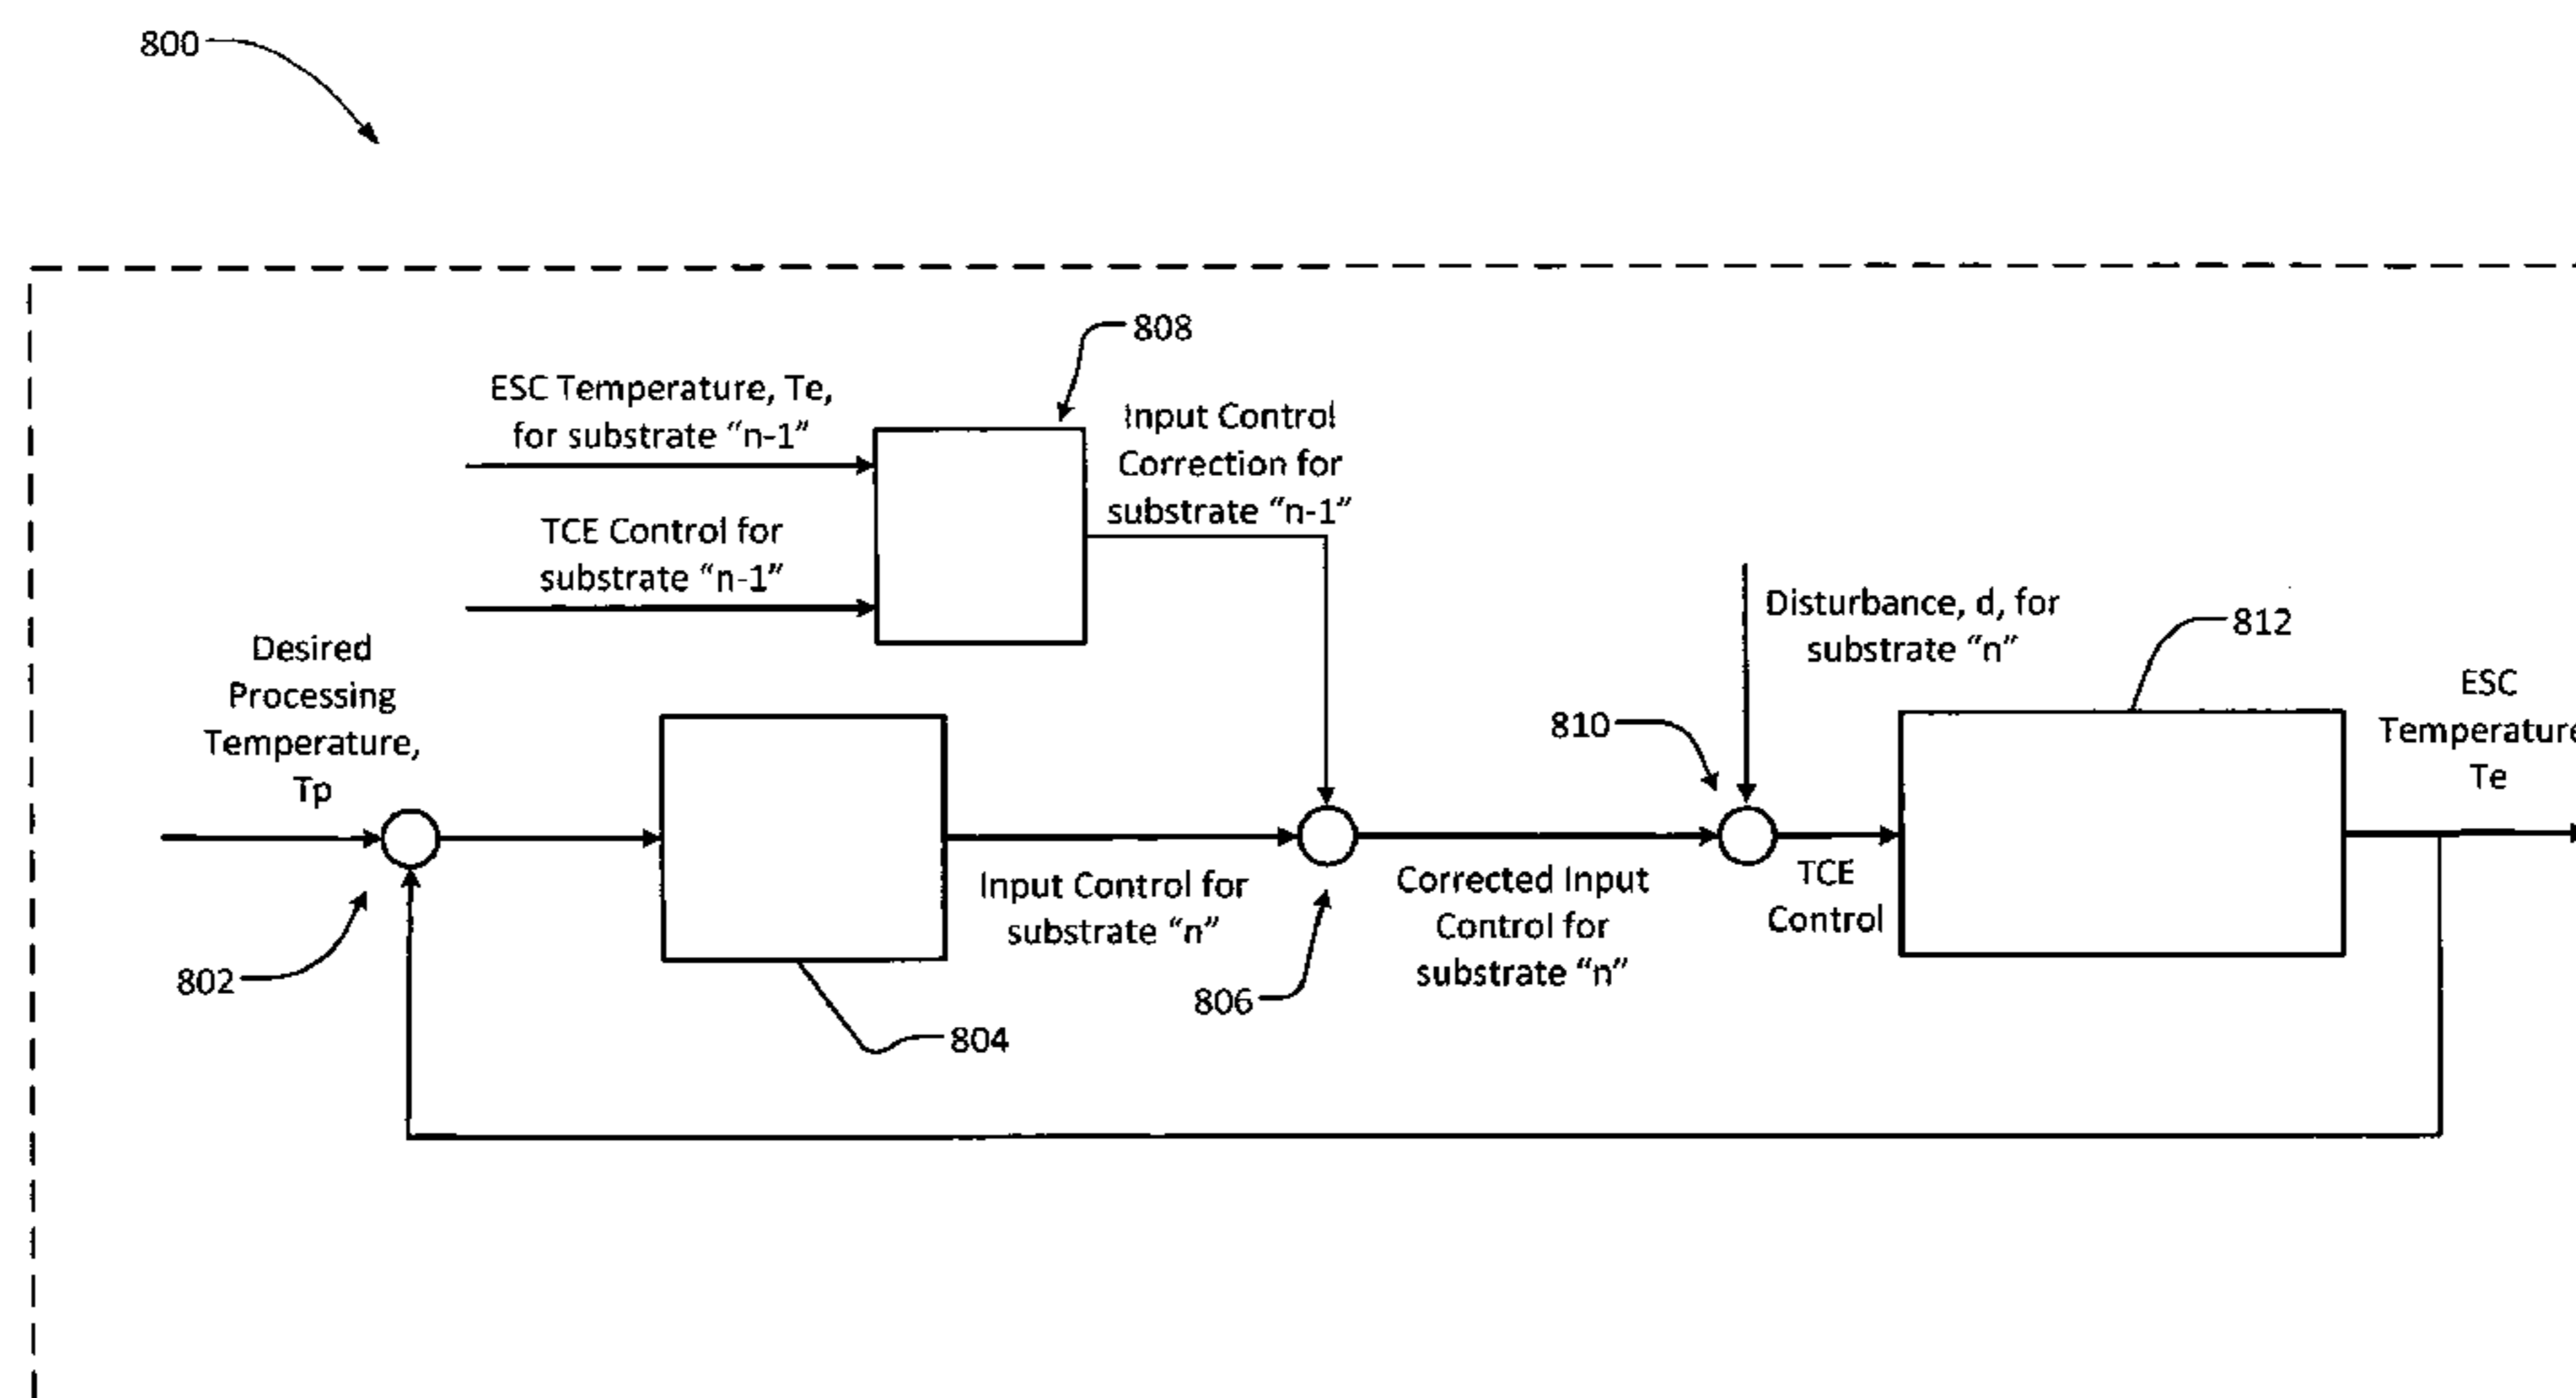 800
808
ESC Temperature, Te,
for substrate "n-1"
Input Control
Correction for
substrate "n-1"
TCE Control for
substrate "n-1"
Disturbance, d, for
substrate "n"
812
Desired
Processing
Temperature,
Tp
810
ESC
Temperature
Te
Input Control for
substrate "n"
Corrected Input
Control for
substrate "n"
TCE
Control
802
806
804